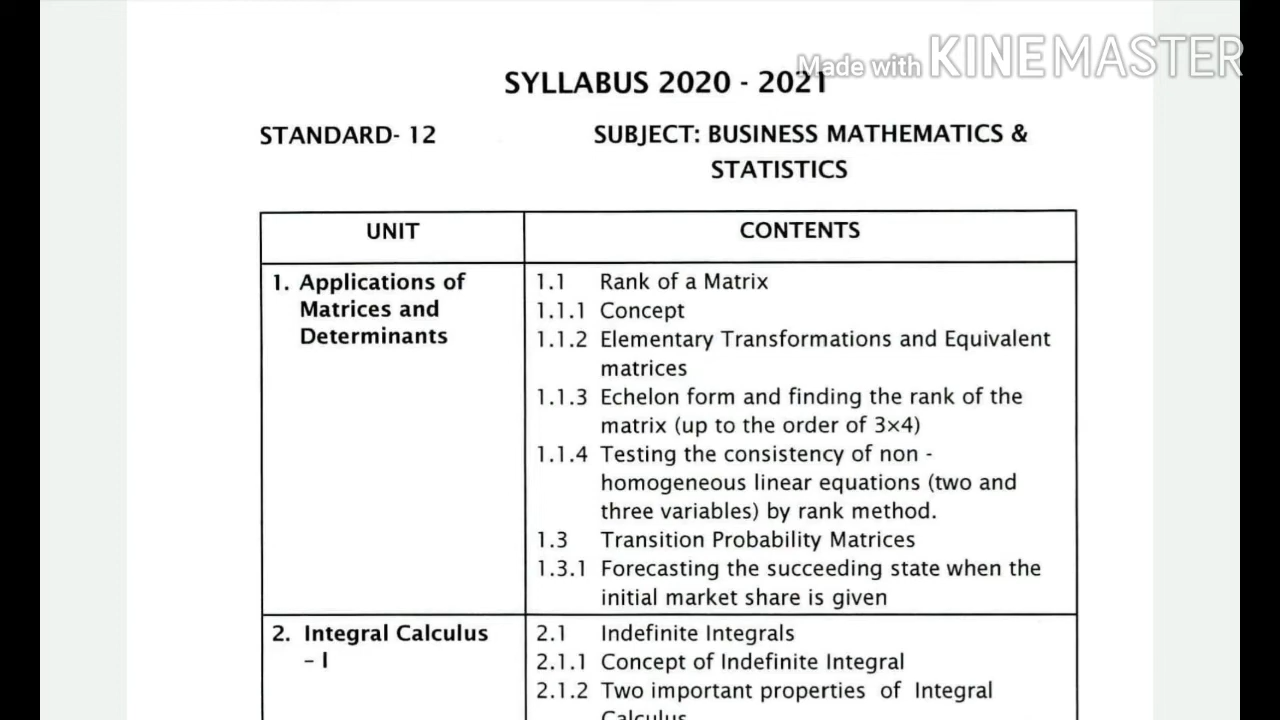 Made with KINEMASTER
SYLLABUS 2020 - 2021
STANDARD- 12 SUBJECT: BUSINESS MATHEMATICS &
STATISTICS
UNIT CONTENTS
1. Applications of
Matrices and
Determinants
1.1 Rank of a Matrix
1.1.1 Concept
1.1.2 Elementary Transformations and Equivalent
matrices
1.1.3 Echelon form and finding the rank of the
matrix (up to the order of 3×4)
1.1.4 Testing the consistency of non -
homogeneous linear equations (two and
three variables) by rank method.
1.3 Transition Probability Matrices
1.3.1 Forecasting the succeeding state when the
initial market share is given
2. Integral Calculus
– I
2.1 Indefinite Integrals
2.1.1 Concept of Indefinite Integral
2.1.2 Two important properties of Integral
Calculus